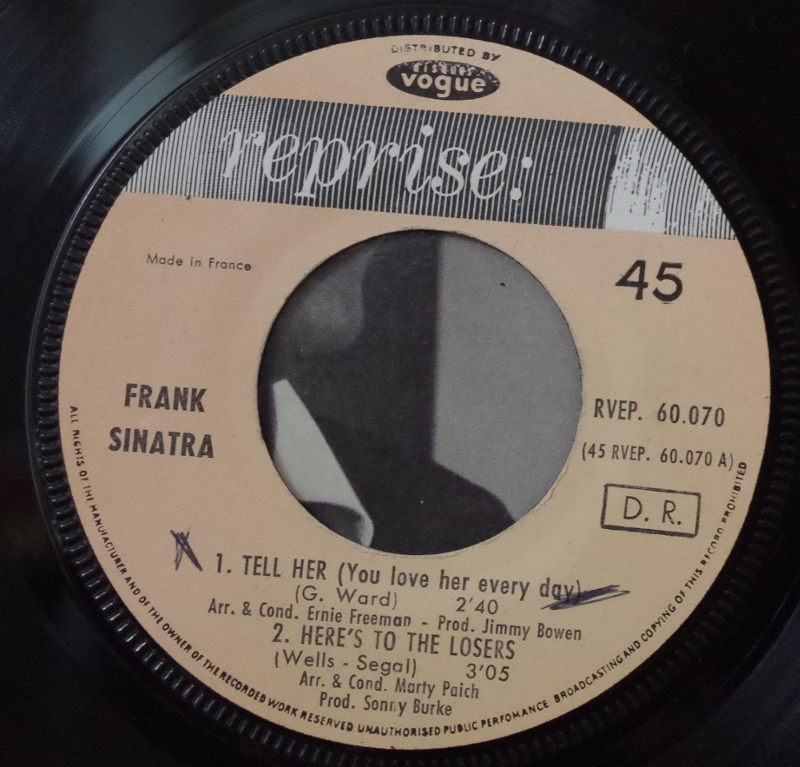 DISTRIBUTED BY
DISQUES
vogue
reprise:
Made in France
45
FRANK
SINATRA
RVEP. 60.070
(45 RVEP. 60.070 A)
D. R.
1. TELL HER (You love her every day)
(G. Ward) 2'40
Arr. & Cond. Ernie Freeman - Prod. Jimmy Bowen
2. HERE'S TO THE LOSERS
(Wells - Segal) 3'05
Arr. & Cond. Marty Paich
Prod. Sonny Burke
ALL RIGHTS OF THE MANUFACTURER AND OF THE OWNER OF THE RECORDED WORK RESERVED UNAUTHORISED PUBLIC PERFOMANCE BROADCASTING AND COPYING OF THIS RECORD PROHIBITED